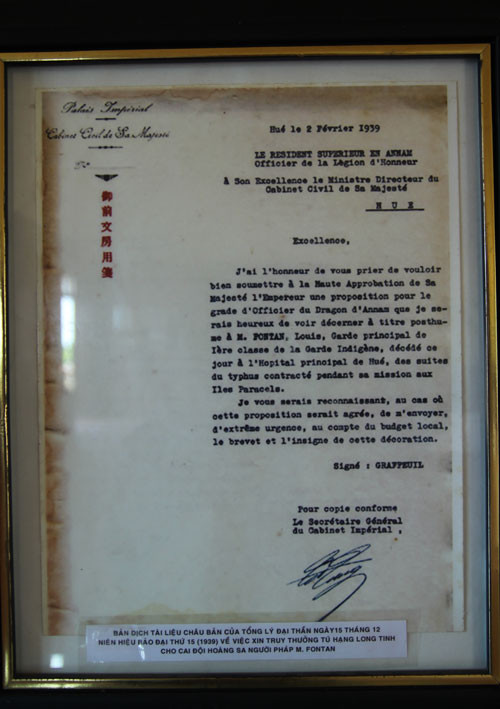 Palais Impérial
Cabinet Civil de Sa Majesté
御前文房用箋
Hué le 2 Février 1939
LE RESIDENT SUPERIEUR EN ANNAM
Officier de la Légion d'Honneur
à Son Excellence le Ministre Directeur du
Cabinet Civil de Sa Majesté
H U E
Excellence,
J'ai l'honneur de vous prier de vouloir
bien soumettre à la Haute Approbation de Sa
Majesté l'Empereur une proposition pour le
grade d'Officier du Dragon d'Annam que je se-
rais heureux de voir décerner à titre posthu-
me à M. FONTAN, Louis, Garde principal de
1ère classe de la Garde Indigène, décédé ce
jour à l'Hopital principal de Hué, des suites
du typhus contracté pendant sa mission aux
Iles Paracels.
Je vous serais reconnaissant, au cas où
cette proposition serait agrée, de m'envoyer,
d'extrême urgence, au compte du budget local,
le brevet et l'insigne de cette décoration.
Signé : GRAFFEUIL
Pour copie conforme
Le Secrétaire Général
du Cabinet Impérial,
BẢN DỊCH TÀI LIỆU CHÂU BẢN CỦA TỔNG LÝ ĐẠI THẦN NGÀY15 THÁNG 12
NIÊN HIỆU BẢO ĐẠI THỨ 15 (1939) VỀ VIỆC XIN TRUY THƯỞNG TỨ HẠNG LONG TINH
CHO CAI ĐỘI HOÀNG SA NGƯỜI PHÁP M. FONTAN